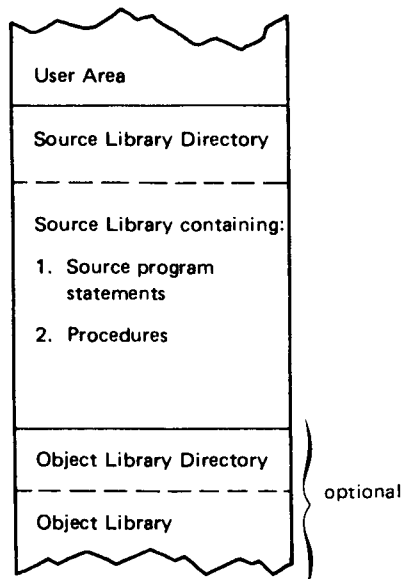 User Area
Source Library Directory
Source Library containing:
1. Source program
statements
2. Procedures
Object Library Directory
optional
Object Library